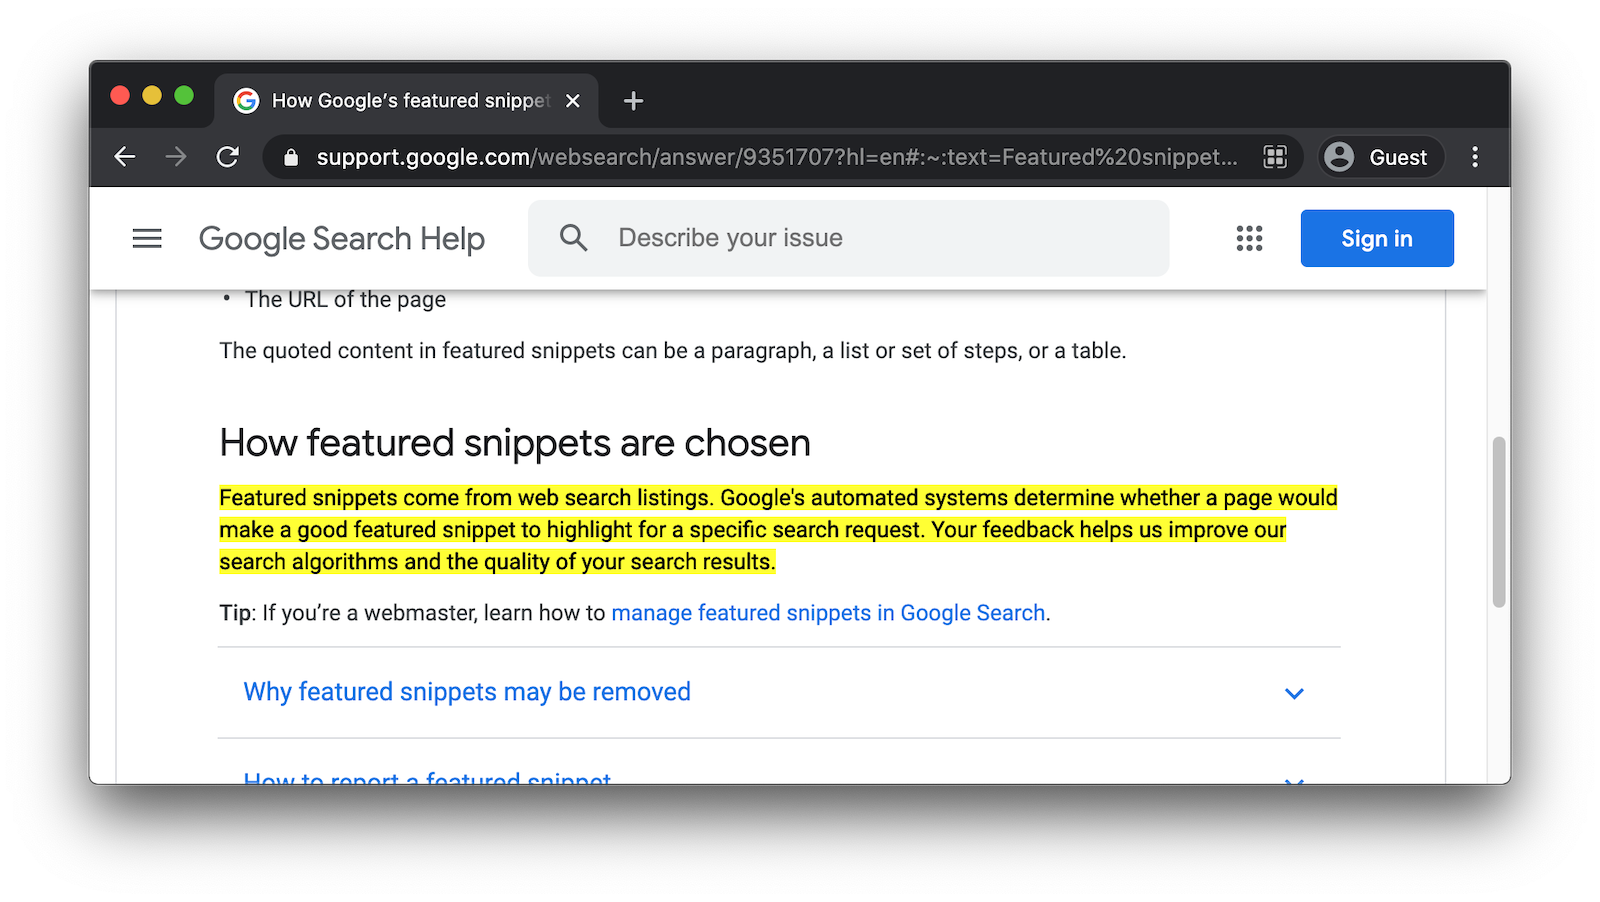 How Google's featured snippet
support.google.com/websearch/answer/9351707?hl=en#:~:text=Featured%20snippet...
Guest
Google Search Help
Describe your issue
Sign in
• The URL of the page
The quoted content in featured snippets can be a paragraph, a list or set of steps, or a table.
How featured snippets are chosen
Featured snippets come from web search listings. Google's automated systems determine whether a page would
make a good featured snippet to highlight for a specific search request. Your feedback helps us improve our
search algorithms and the quality of your search results.
Tip: If you’re a webmaster, learn how to manage featured snippets in Google Search.
Why featured snippets may be removed
How to report a featured snippet